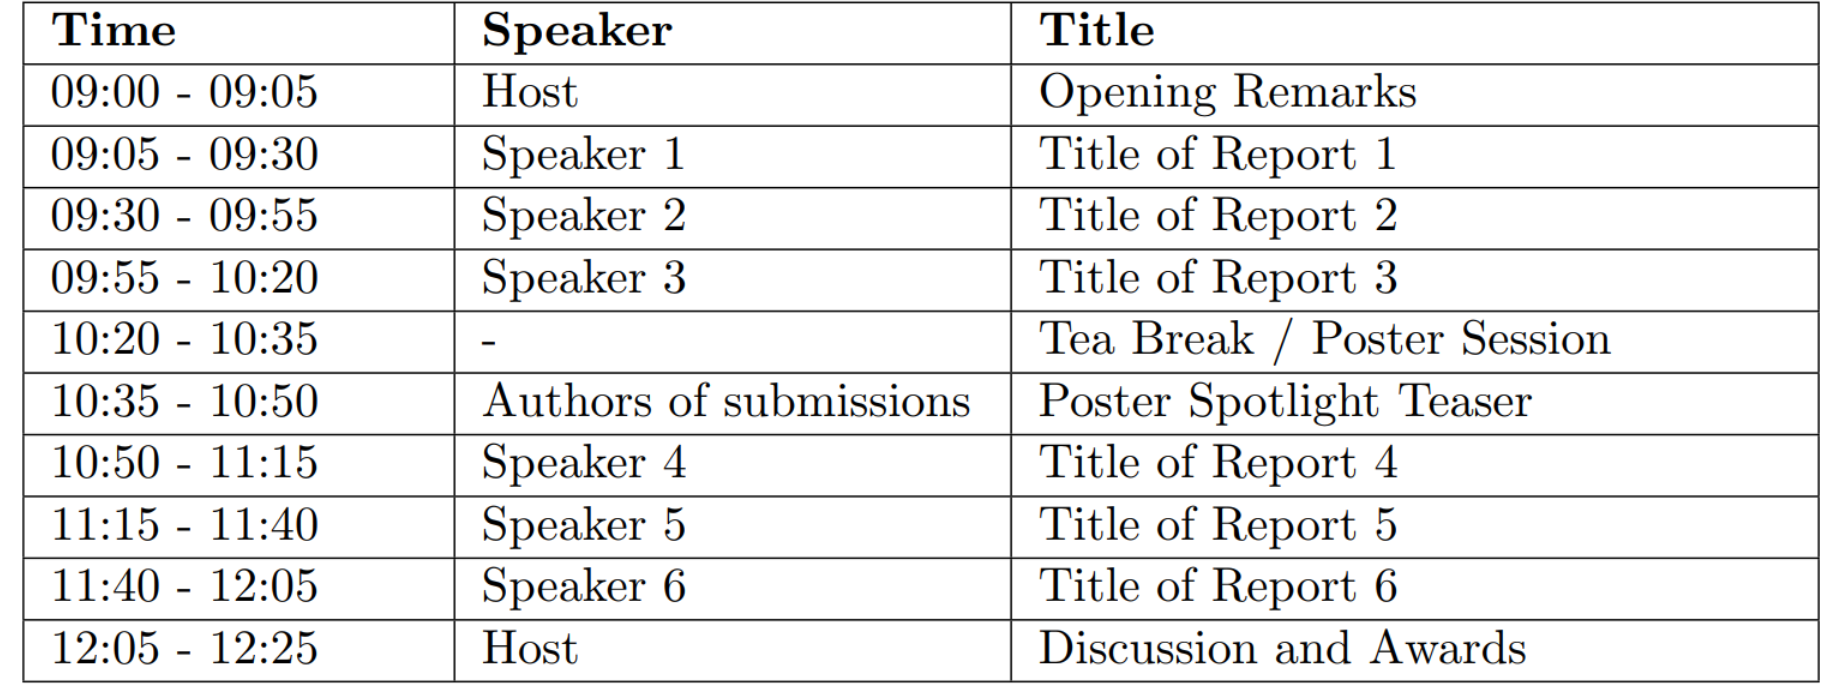 Time Speaker Title
09:00 - 09:05 Host Opening Remarks
09:05 - 09:30 Speaker 1 Title of Report 1
09:30 - 09:55 Speaker 2 Title of Report 2
09:55 - 10:20 Speaker 3 Title of Report 3
10:20 - 10:35 - Tea Break / Poster Session
10:35 - 10:50 Authors of submissions Poster Spotlight Teaser
10:50 - 11:15 Speaker 4 Title of Report 4
11:15 - 11:40 Speaker 5 Title of Report 5
11:40 - 12:05 Speaker 6 Title of Report 6
12:05 - 12:25 Host Discussion and Awards